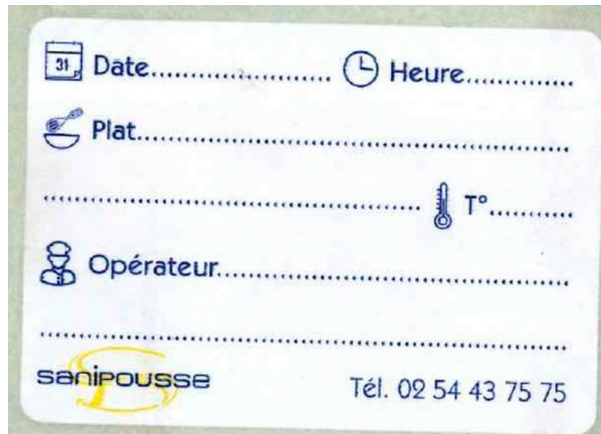 31 Date........................ Heure..............
Plat..........................................................
.................................................. T°...........
Opérateur..............................................
......................................................................
sanipousse Tél. 02 54 43 75 75